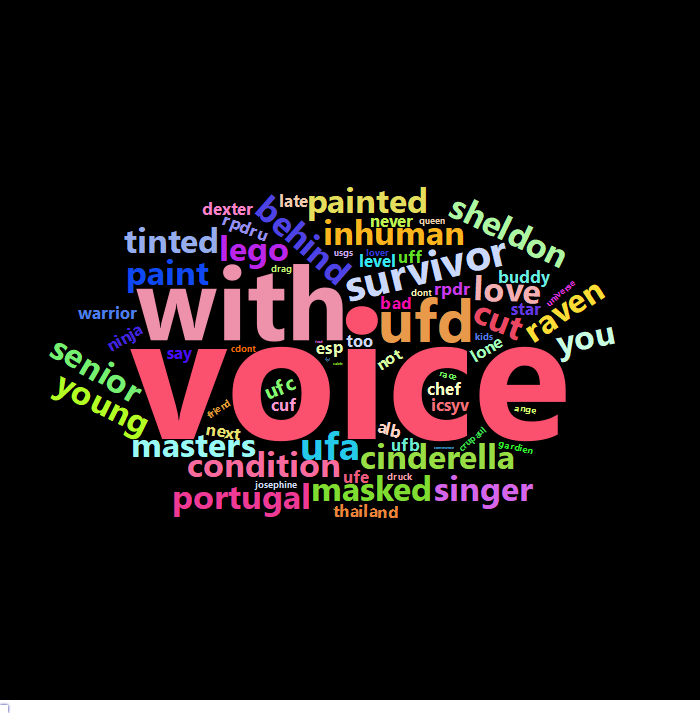 late
painted
dexter
never
queen
sheldon
rpdru
behind
inhuman
tinted
lego
usgs
lover
uff
survivor
drag
level
paint
with
buddy
dont
rpdr
love
universe
bad
star
raven
warrior
ufd
cut
ninja
too
kids
you
say
cdont
esp
not
lone
voice
senior
young
ufc
race
chef
cuf
icsyv
friend
ange
next
alb
crupaul
masters
ufa
ufb
gardien
condition
cinderella
josephine
ufe
druck
masked
singer
portugal
thailand